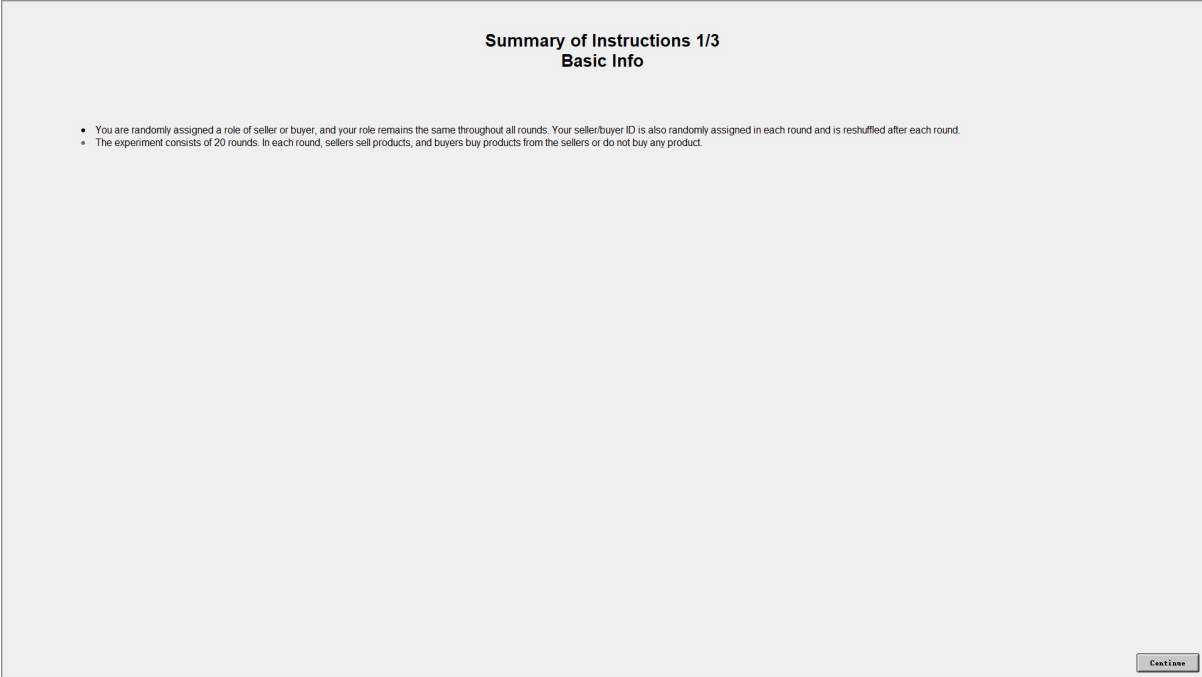 Summary of Instructions 1/3
Basic Info
• You are randomly assigned a role of seller or buyer, and your role remains the same throughout all rounds. Your seller/buyer ID is also randomly assigned in each round and is reshuffled after each round.
• The experiment consists of 20 rounds. In each round, sellers sell products, and buyers buy products from the sellers or do not buy any product.
Continue